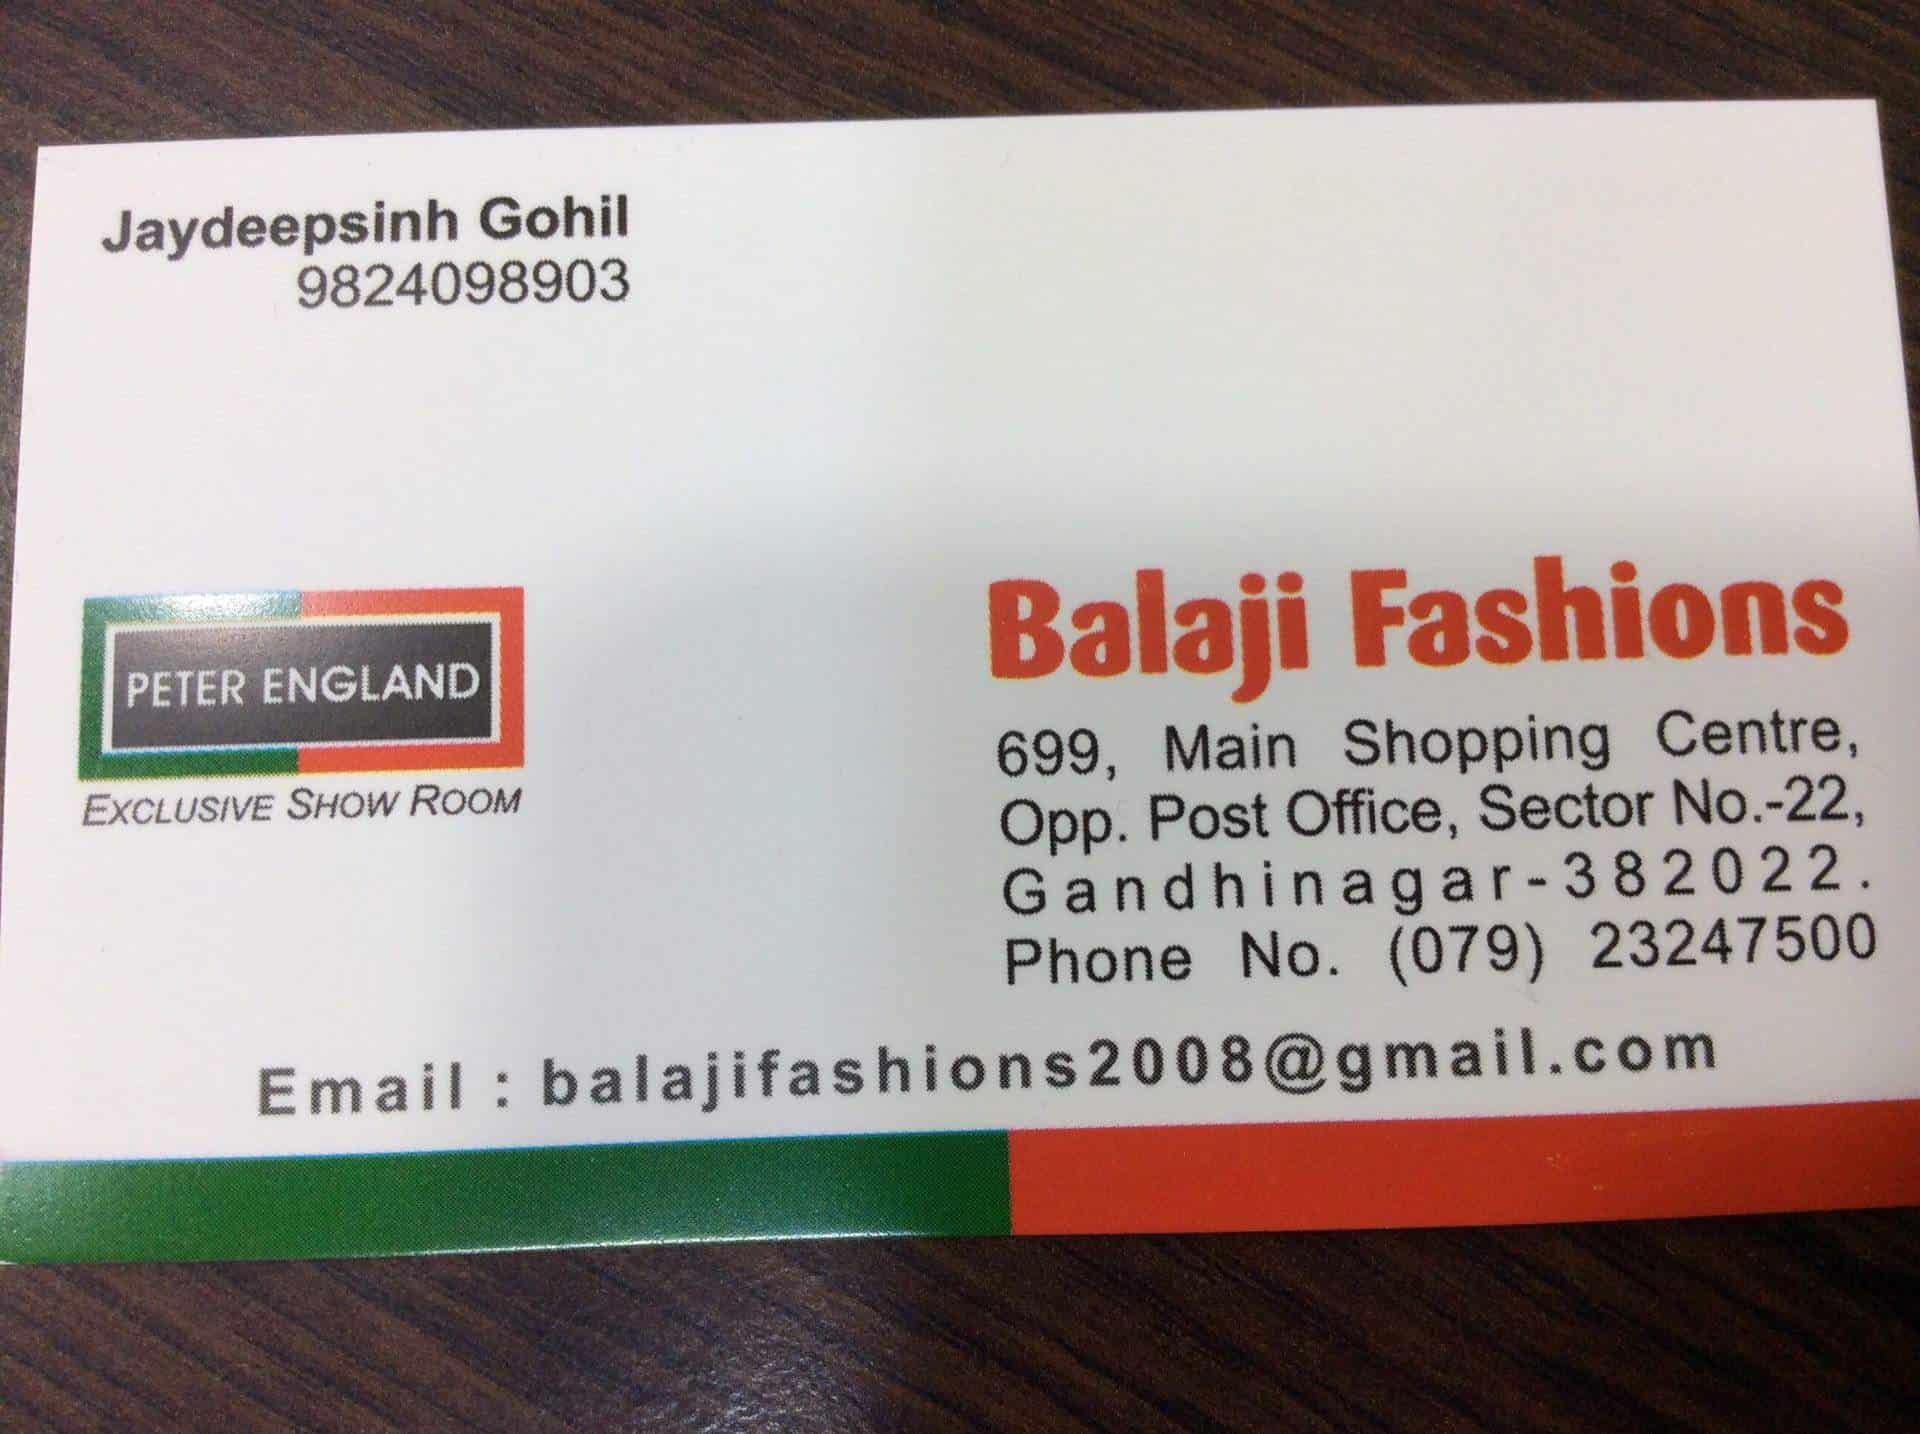 Jaydeepsinh Gohil
9824098903
PETER ENGLAND
EXCLUSIVE SHOW ROOM
Balaji Fashions
699, Main Shopping Centre,
Opp. Post Office, Sector No.-22,
Gandhinagar-382022.
Phone No. (079) 23247500
Email : balajifashions2008@gmail.com